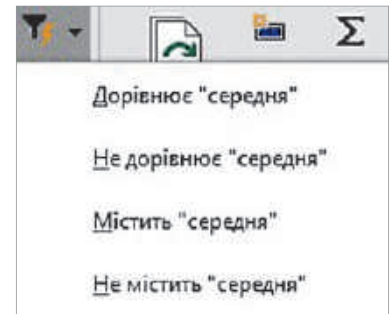 Дорівнює "середня"
Не дорівнює "середня"
Містить "середня"
Не містить "середня"